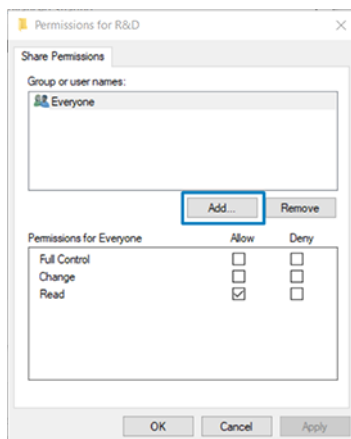 Permissions for R&D
Share Permissions
Group or user names:
Everyone
Add... Remove
Permissions for Everyone Allow Deny
Full Control
Change
Read
OK Cancel Apply